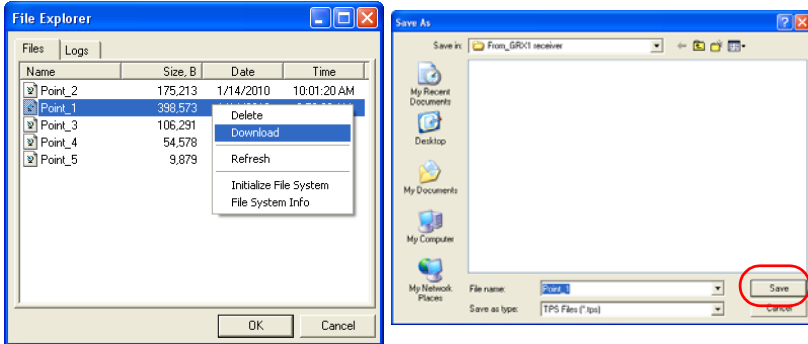 File Explorer
Files Logs
Name Size, B Date Time
Point_2 175,213 1/14/2010 10:01:20 AM
Point_1 398,573
Point_3 106,291
Point_4 54,578
Point_5 9,879
Delete
Download
Refresh
Initialize File System
File System Info
OK Cancel
Save As
Save in: From_GRX1 receiver
My Recent
Documents
Desktop
My Documents
My Computer
My Network
Places
File name: Point_1 Save
Save as type: TPS Files (*.tps) Cancel